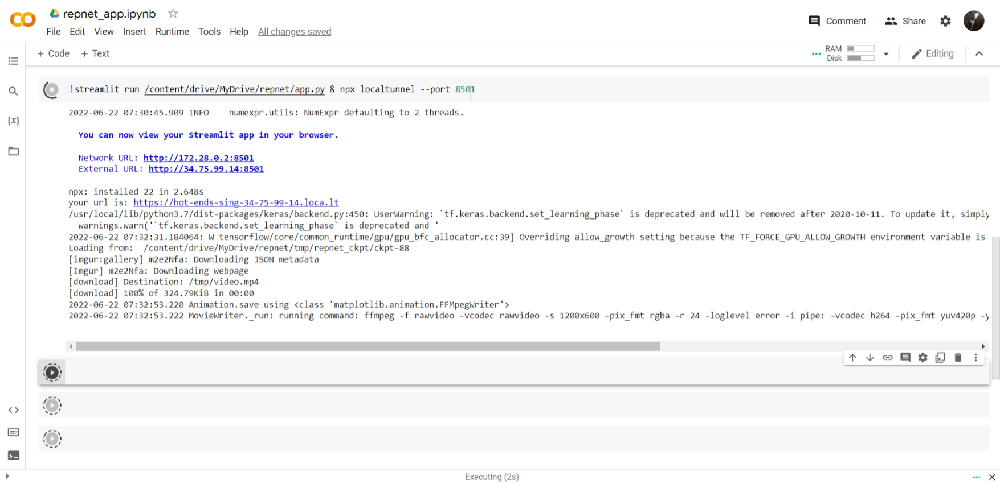 repnet_app.ipynb
File Edit View Insert Runtime Tools Help All changes saved
Comment Share
+ Code + Text
RAM
Disk
Editing
!streamlit run /content/drive/MyDrive/repnet/app.py & npx localtunnel --port 8501
2022-06-22 07:30:45.909 INFO    numexpr.utils: NumExpr defaulting to 2 threads.
You can now view your Streamlit app in your browser.
Network URL: http://172.28.0.2:8501
External URL: http://34.75.99.14:8501
npx: installed 22 in 2.648s
your url is: https://hot-ends-sing-34-75-99-14.loca.lt
/usr/local/lib/python3.7/dist-packages/keras/backend.py:450: UserWarning: `tf.keras.backend.set_learning_phase` is deprecated and will be removed after 2020-10-11. To update it, simply
warnings.warn('`tf.keras.backend.set_learning_phase` is deprecated and '
2022-06-22 07:32:31.184064: W tensorflow/core/common_runtime/gpu/gpu_bfc_allocator.cc:39] Overriding allow_growth setting because the TF_FORCE_GPU_ALLOW_GROWTH environment variable is
Loading from:  /content/drive/MyDrive/repnet/tmp/repnet_ckpt/ckpt-88
[imgur:gallery] m2e2Nfa: Downloading JSON metadata
[Imgur] m2e2Nfa: Downloading webpage
[download] Destination: /tmp/video.mp4
[download] 100% of 324.79KiB in 00:00
2022-06-22 07:32:53.220 Animation.save using <class 'matplotlib.animation.FFMpegWriter'>
2022-06-22 07:32:53.222 MovieWriter._run: running command: ffmpeg -f rawvideo -vcodec rawvideo -s 1200x600 -pix_fmt rgba -r 24 -loglevel error -i pipe: -vcodec h264 -pix_fmt yuv420p -y
Executing (2s)